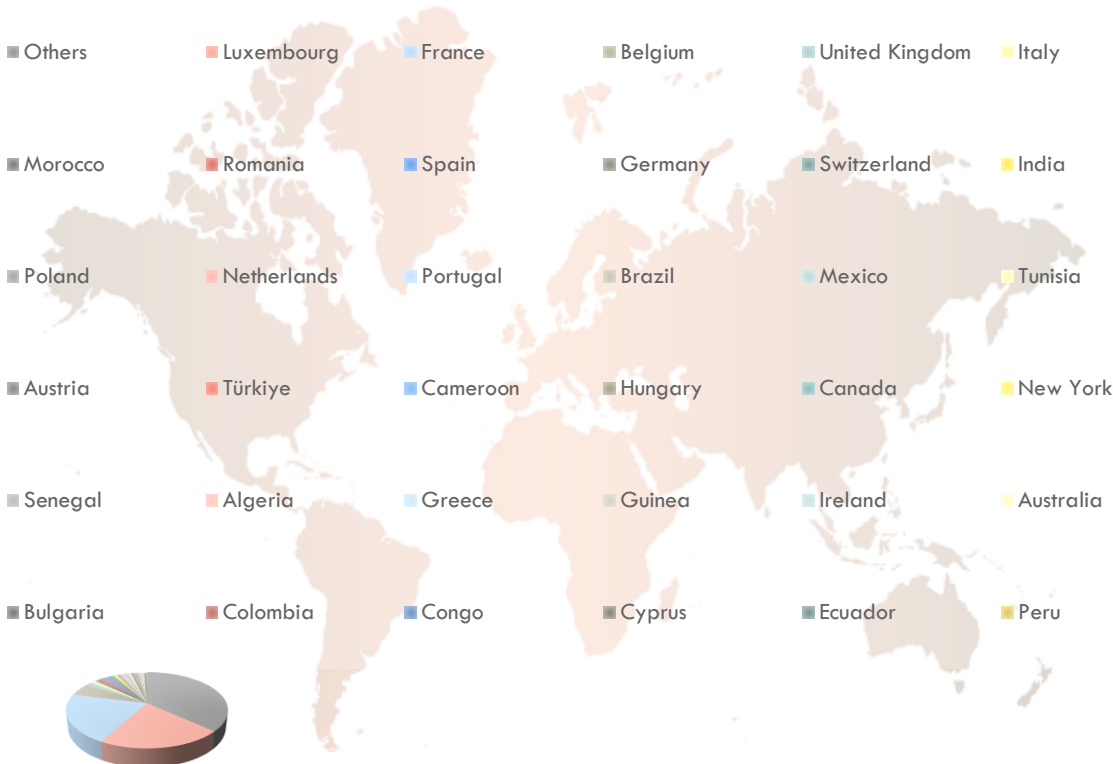 Others Luxembourg France Belgium United Kingdom Italy
Morocco Romania Spain Germany Switzerland India
Poland Netherlands Portugal Brazil Mexico Tunisia
Austria Türkiye Cameroon Hungary Canada New York
Senegal Algeria Greece Guinea Ireland Australia
Bulgaria Colombia Congo Cyprus Ecuador Peru